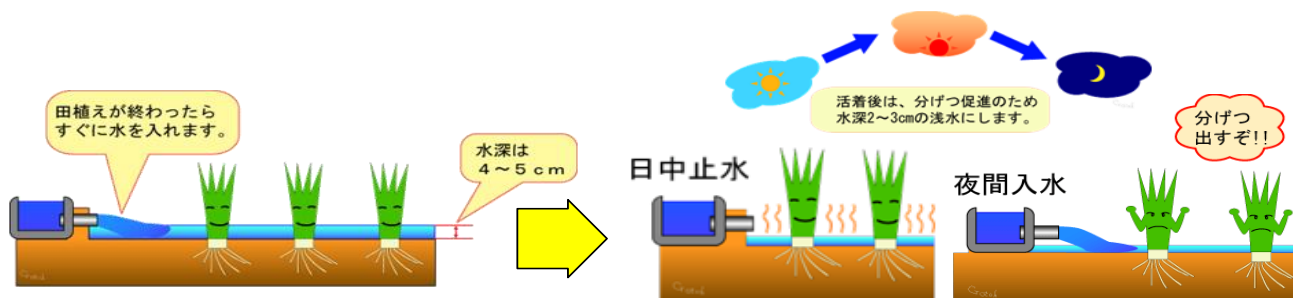 田植えが終わったら
すぐに水を入れます。
水深は
４～５ｃｍ
活着後は、分げつ促進のため
水深2～3cmの浅水にします。
日中止水
夜間入水
分げつ
出すぞ!!